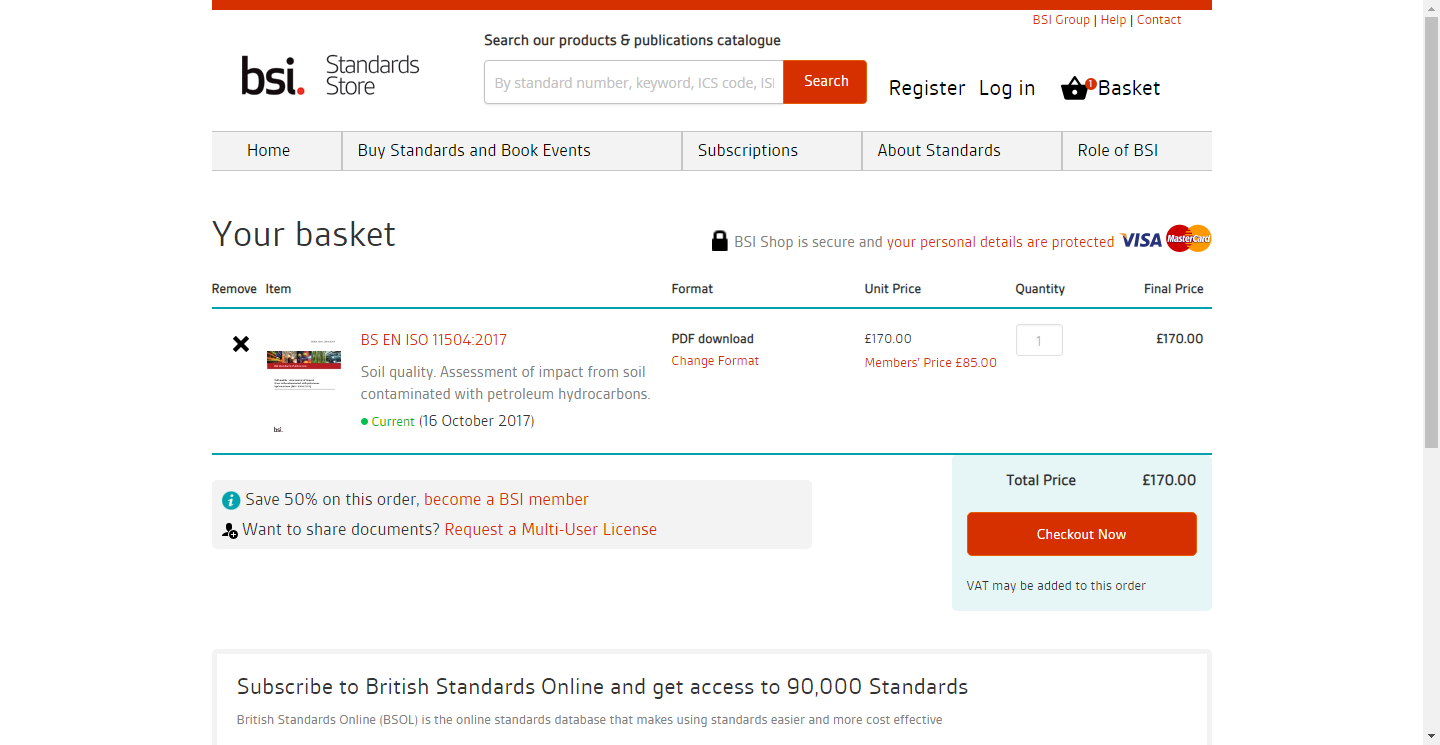 BSI Group | Help | Contact
Search our products & publications catalogue
bsi. Standards Store
By standard number, keyword, ICS code, ISI
Search
Register Log in 1 Basket
Home Buy Standards and Book Events Subscriptions About Standards Role of BSI
Your basket
BSI Shop is secure and your personal details are protected VISA MasterCard
Remove Item Format Unit Price Quantity Final Price
BS EN ISO 11504:2017 PDF download £170.00 1 £170.00
Change Format Members' Price £85.00
Soil quality. Assessment of impact from soil
contaminated with petroleum hydrocarbons.
Current (16 October 2017)
bsi.
Total Price £170.00
Save 50% on this order, become a BSI member
Want to share documents? Request a Multi-User License
Checkout Now
VAT may be added to this order
Subscribe to British Standards Online and get access to 90,000 Standards
British Standards Online (BSOL) is the online standards database that makes using standards easier and more cost effective